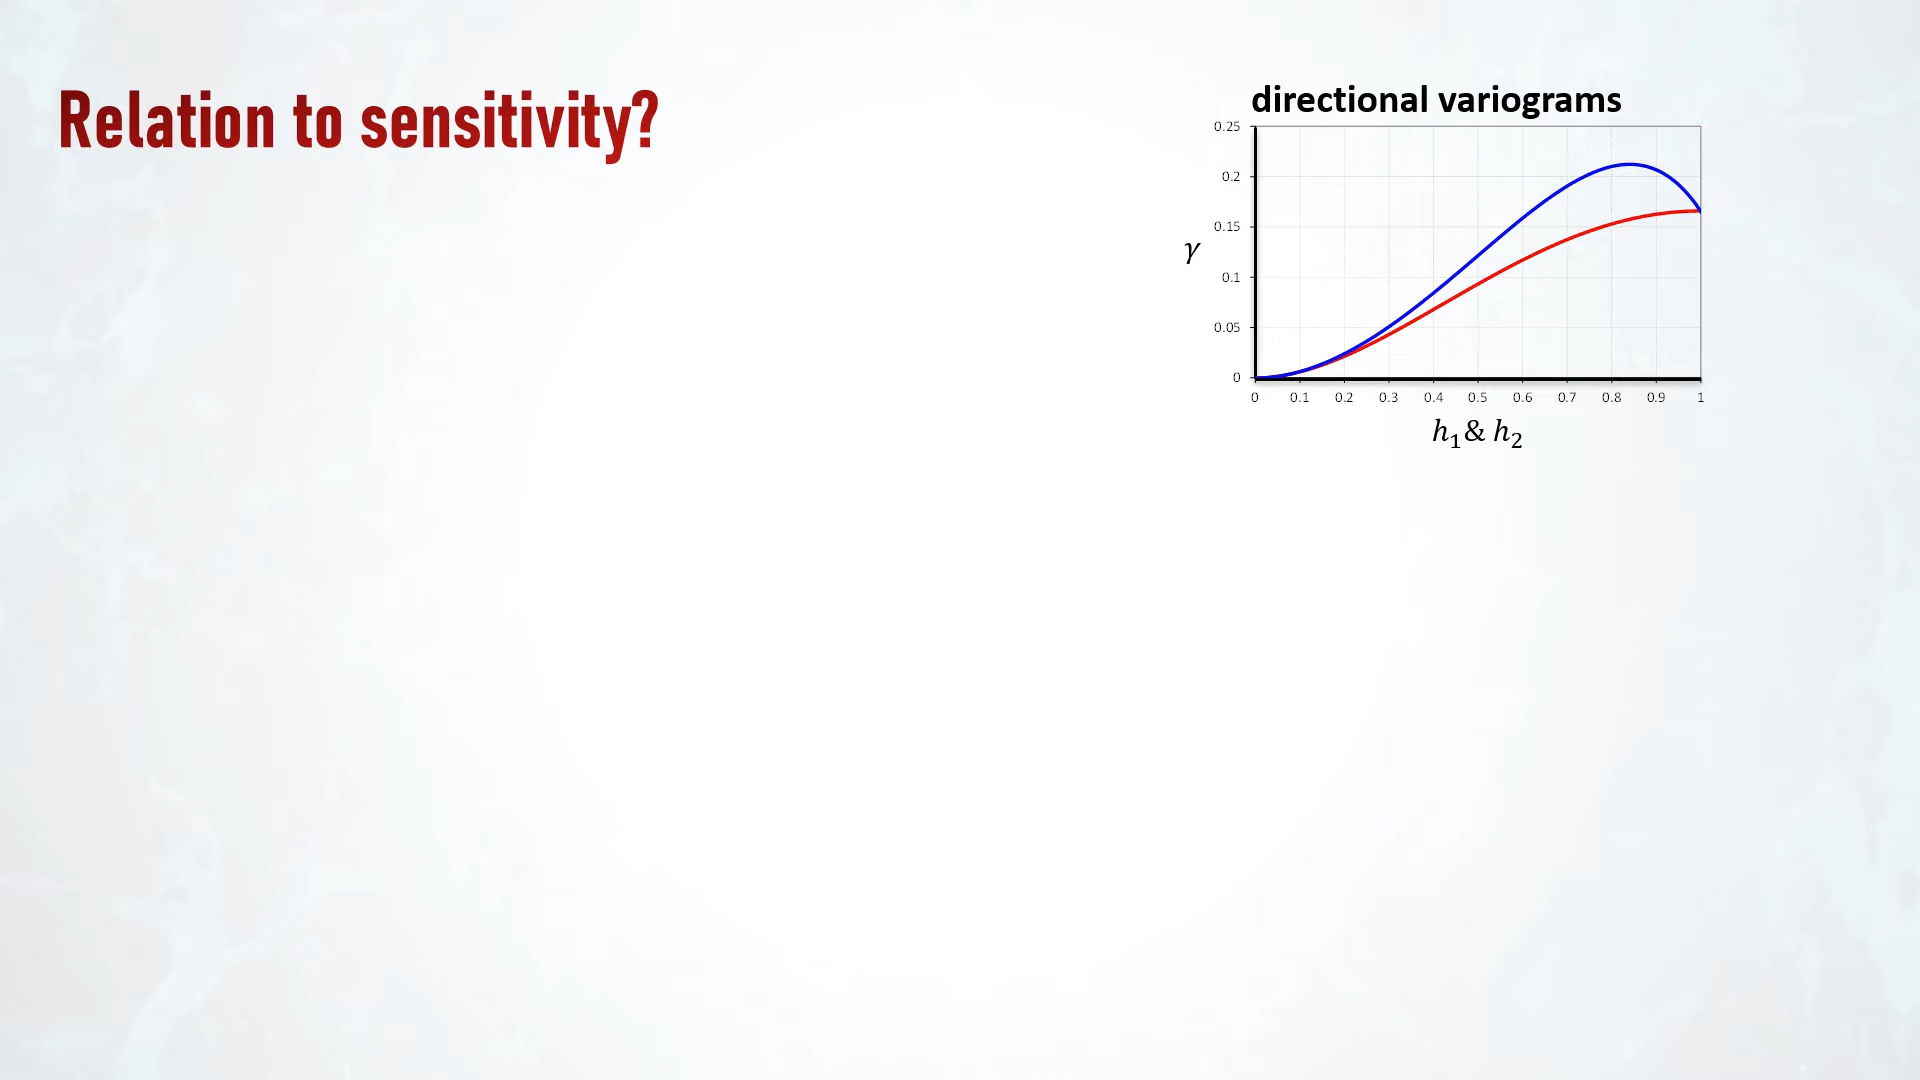 Relation to sensitivity?
directional variograms
0.25
0.2
0.15
γ
0.1
0.05
0
0 0.1 0.2 0.3 0.4 0.5 0.6 0.7 0.8 0.9 1
h₁& h₂